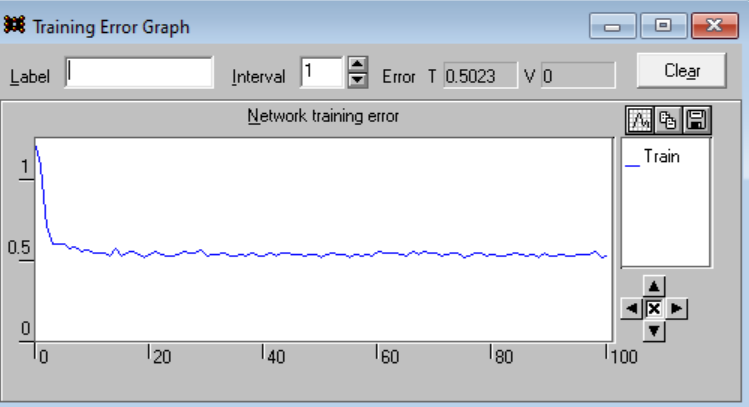 Training Error Graph
Label Interval 1 Error T 0.5023 V 0 Clear
Network training error
Train
1
0.5
0
0 20 40 60 80 100